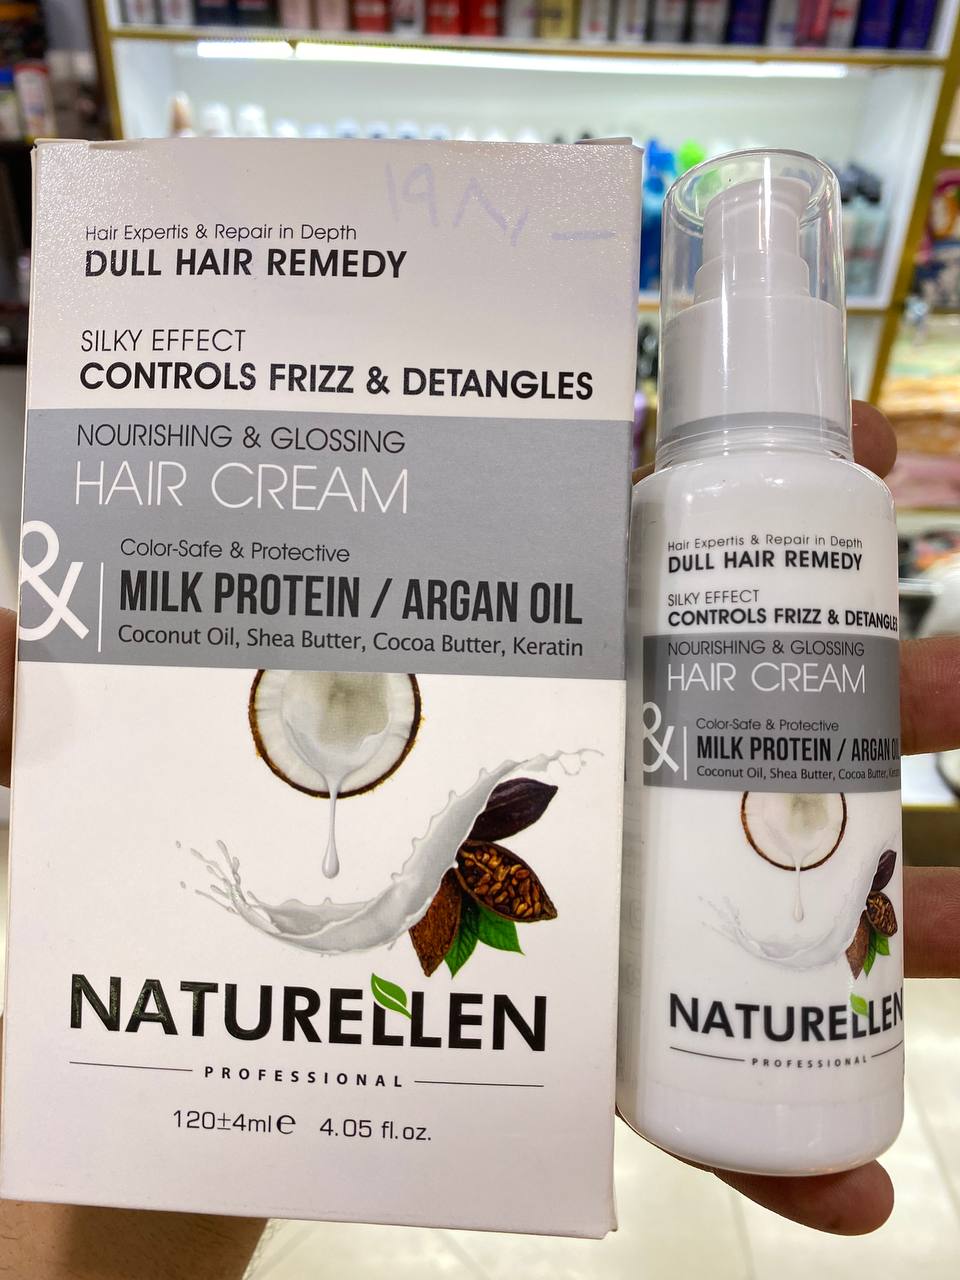 ۱۹۸/_
Hair Expertis & Repair in Depth
DULL HAIR REMEDY
SILKY EFFECT
CONTROLS FRIZZ & DETANGLES
NOURISHING & GLOSSING
HAIR CREAM
&
Color-Safe & Protective
MILK PROTEIN / ARGAN OIL
Coconut Oil, Shea Butter, Cocoa Butter, Keratin
NATURELLEN
PROFESSIONAL
120±4ml℮ 4.05 fl.oz.
Hair Expertis & Repair in Depth
DULL HAIR REMEDY
SILKY EFFECT
CONTROLS FRIZZ & DETANGLES
NOURISHING & GLOSSING
HAIR CREAM
&
Color-Safe & Protective
MILK PROTEIN / ARGAN OIL
Coconut Oil, Shea Butter, Cocoa Butter, Kerat
NATURELLEN
PROFESSIONAL